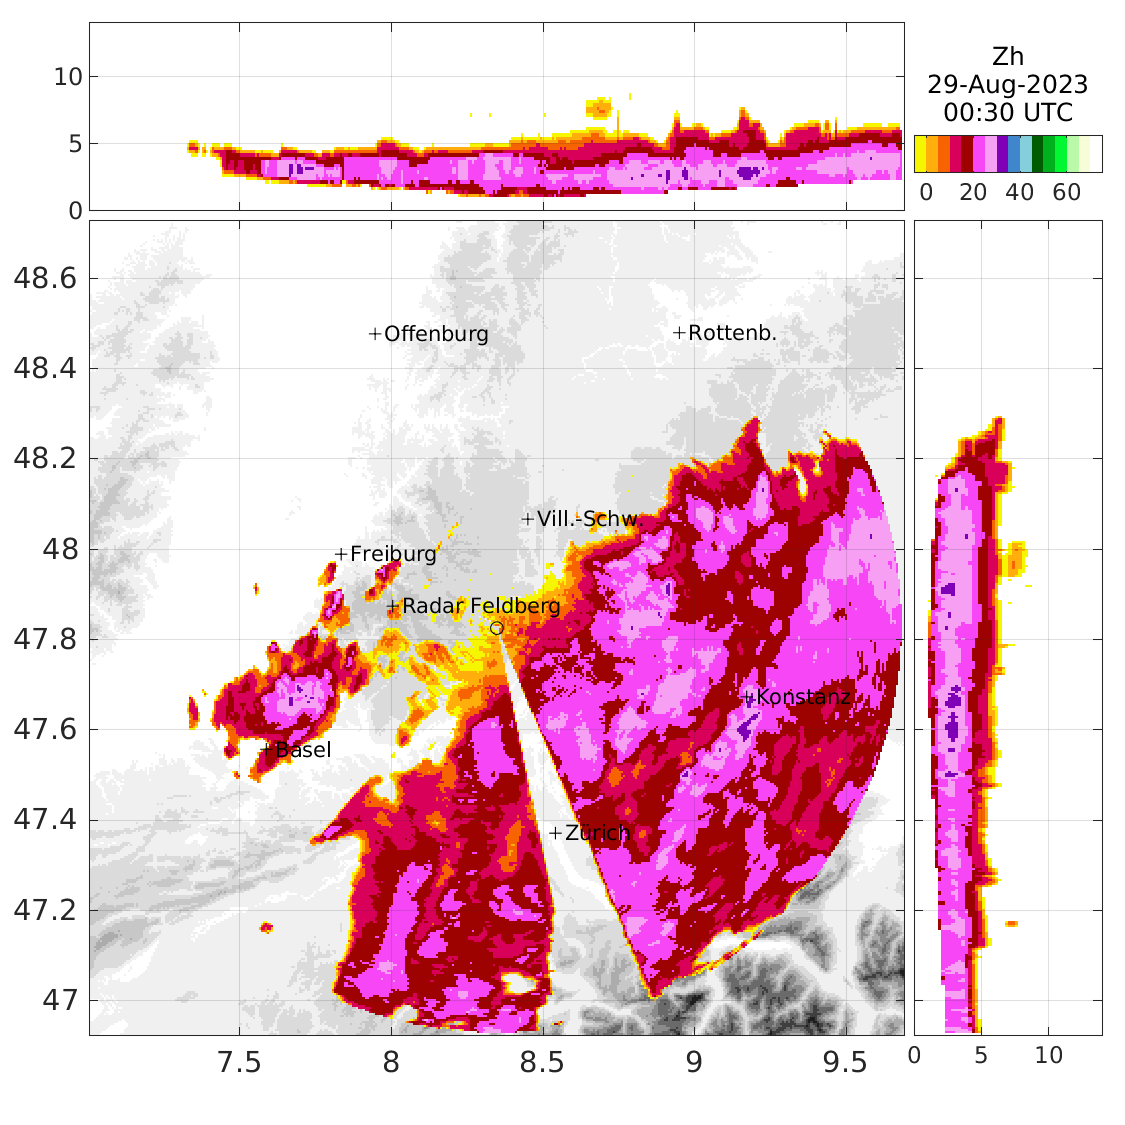 10
5
0
Zh
29-Aug-2023
00:30 UTC
0 20 40 60
48.6
48.4
48.2
48
47.8
47.6
47.4
47.2
47
+Offenburg
+Rottenb.
+Vill.-Schw.
+Freiburg
+Radar Feldberg
+Konstanz
+Basel
+Zürich
7.5 8 8.5 9 9.5
0 5 10